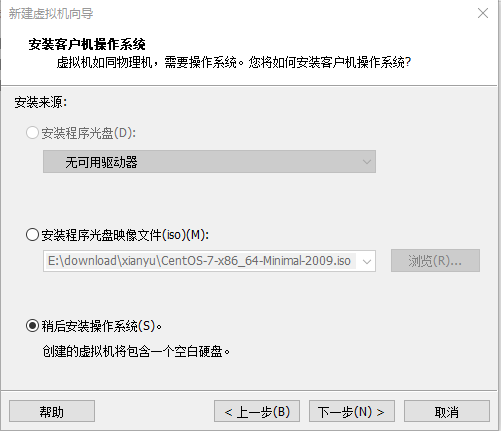 新建虚拟机向导
安装客户机操作系统
虚拟机如同物理机，需要操作系统。您将如何安装客户机操作系统?
安装来源:
安装程序光盘(D):
无可用驱动器
安装程序光盘映像文件(iso)(M):
E:\download\xianyu\CentOS-7-x86_64-Minimal-2009.iso
浏览(R)...
稍后安装操作系统(S)。
创建的虚拟机将包含一个空白硬盘。
帮助
< 上一步(B)
下一步(N) >
取消